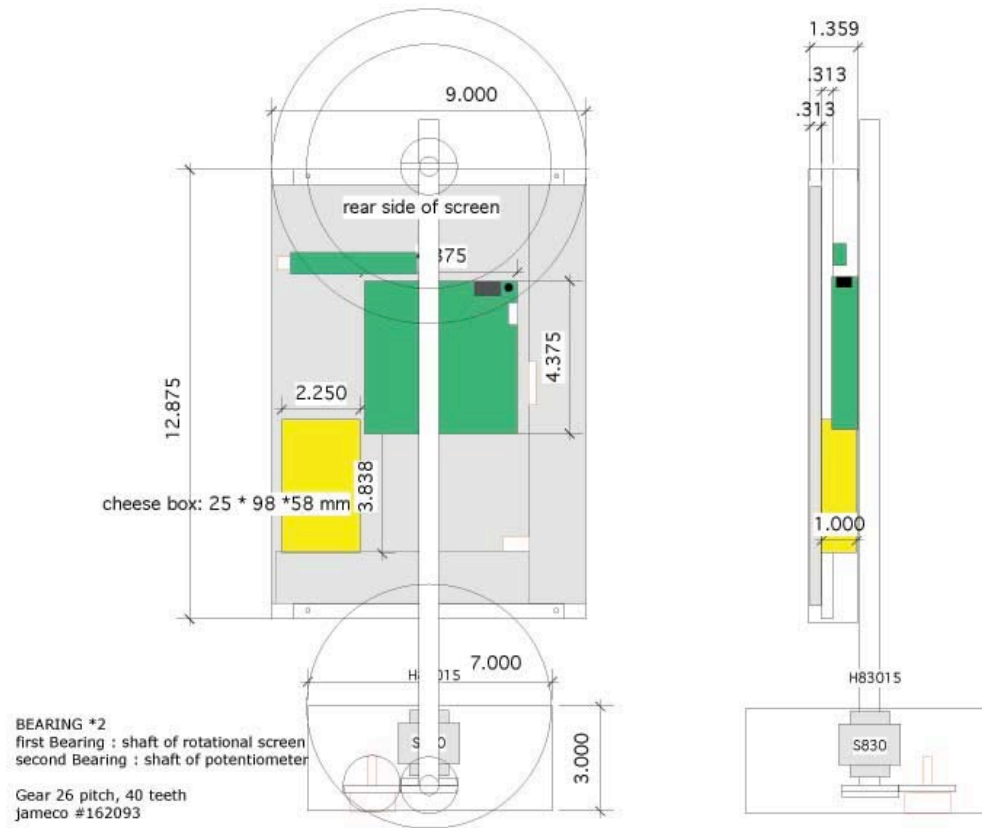 1.359
.313
.313
9.000
rear side of screen
.375
4.375
2.250
12.875
3.838
cheese box: 25 * 98 *58 mm
1.000
7.000
H83015
H83015
S830
S830
3.000
BEARING *2
first Bearing : shaft of rotational screen
second Bearing : shaft of potentiometer
Gear 26 pitch, 40 teeth
jameco #162093